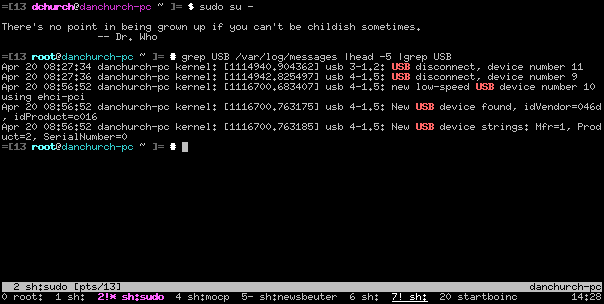 =[13 dchurch@danchurch-pc ~ ]= $ sudo su -
There's no point in being grown up if you can't be childish sometimes.
-- Dr. Who
=[13 root@danchurch-pc ~ ]= # grep USB /var/log/messages |head -5 |grep USB
Apr 20 08:27:34 danchurch-pc kernel: [1114940.904362] usb 3-1.2: USB disconnect, device number 11
Apr 20 08:27:36 danchurch-pc kernel: [1114942.825497] usb 4-1.5: USB disconnect, device number 9
Apr 20 08:56:52 danchurch-pc kernel: [1116700.683407] usb 4-1.5: new low-speed USB device number 10
using ehci-pci
Apr 20 08:56:52 danchurch-pc kernel: [1116700.763175] usb 4-1.5: New USB device found, idVendor=046d
, idProduct=c016
Apr 20 08:56:52 danchurch-pc kernel: [1116700.763185] usb 4-1.5: New USB device strings: Mfr=1, Prod
uct=2, SerialNumber=0
=[13 root@danchurch-pc ~ ]= #
2 sh:sudo [pts/13] danchurch-pc
0 root: 1 sh: 2!* sh:sudo 4 sh:mocp 5- sh:newsbeuter 6 sh: 7! sh: 20 startboinc 14:28